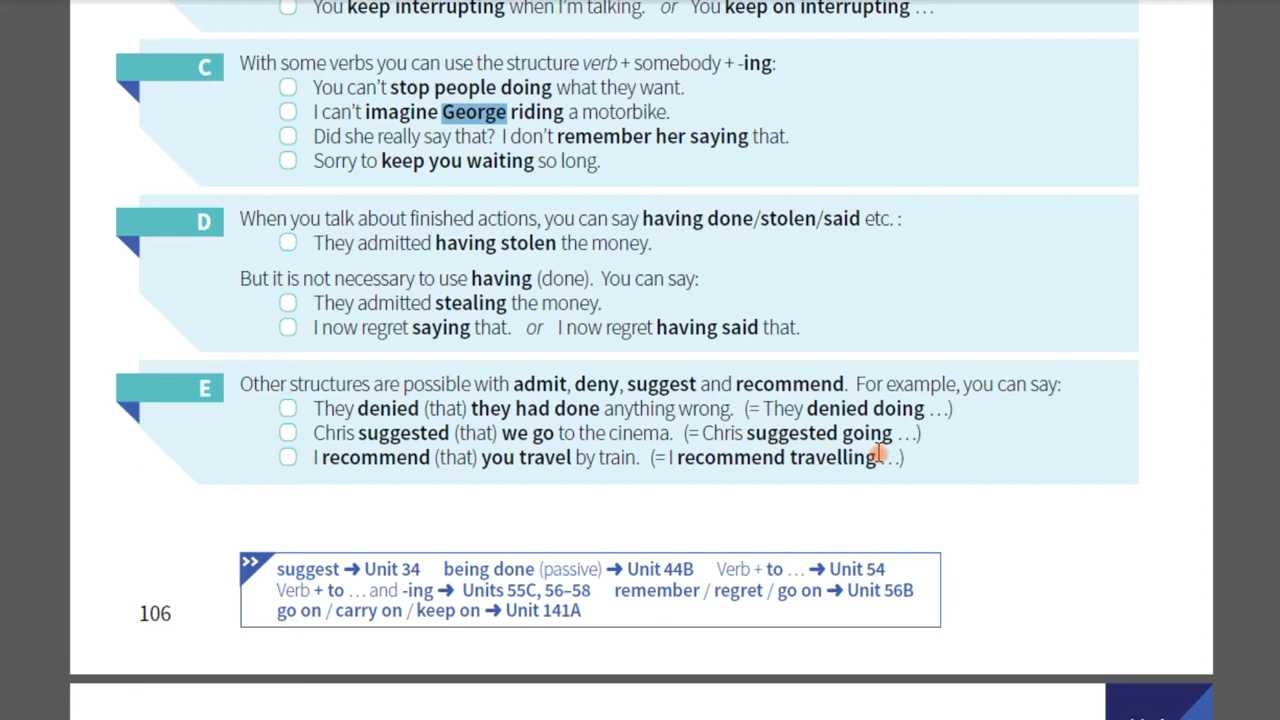 You keep interrupting when I'm talking. or You keep on interrupting …
C
With some verbs you can use the structure verb + somebody + -ing:
You can't stop people doing what they want.
I can't imagine George riding a motorbike.
Did she really say that? I don't remember her saying that.
Sorry to keep you waiting so long.
D
When you talk about finished actions, you can say having done/stolen/said etc. :
They admitted having stolen the money.
But it is not necessary to use having (done). You can say:
They admitted stealing the money.
I now regret saying that. or I now regret having said that.
E
Other structures are possible with admit, deny, suggest and recommend. For example, you can say:
They denied (that) they had done anything wrong. (= They denied doing …)
Chris suggested (that) we go to the cinema. (= Chris suggested going …)
I recommend (that) you travel by train. (= I recommend travelling …)
suggest ➜ Unit 34 being done (passive) ➜ Unit 44B Verb + to … ➜ Unit 54
Verb + to … and -ing ➜ Units 55C, 56–58 remember / regret / go on ➜ Unit 56B
go on / carry on / keep on ➜ Unit 141A
106